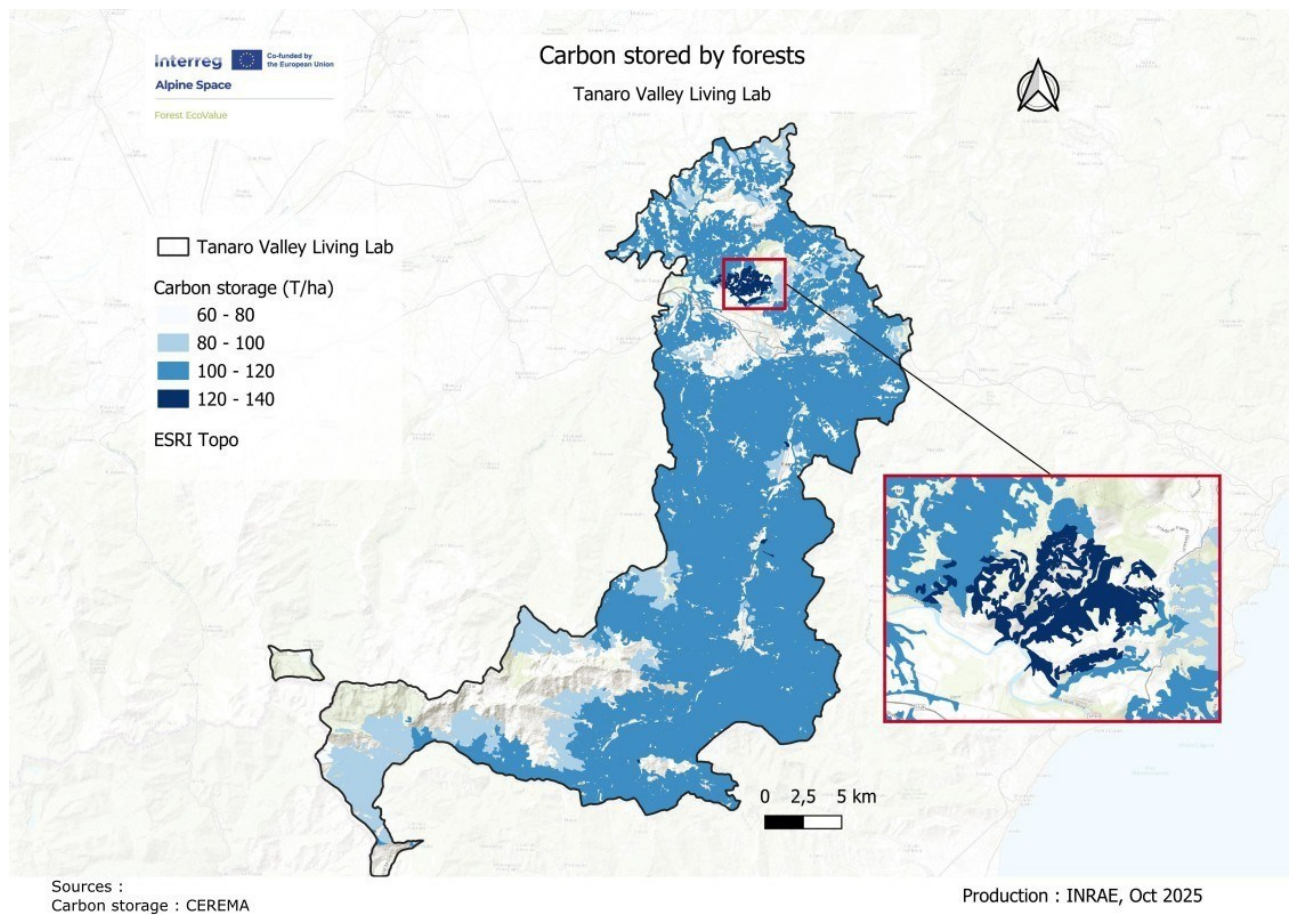 Interreg
Co-funded by
the European Union
Alpine Space
Forest EcoValue
Carbon stored by forests
Tanaro Valley Living Lab
Tanaro Valley Living Lab
Carbon storage (T/ha)
60 - 80
80 - 100
100 - 120
120 - 140
ESRI Topo
0 2,5 5 km
Sources :
Carbon storage : CEREMA
Production : INRAE, Oct 2025